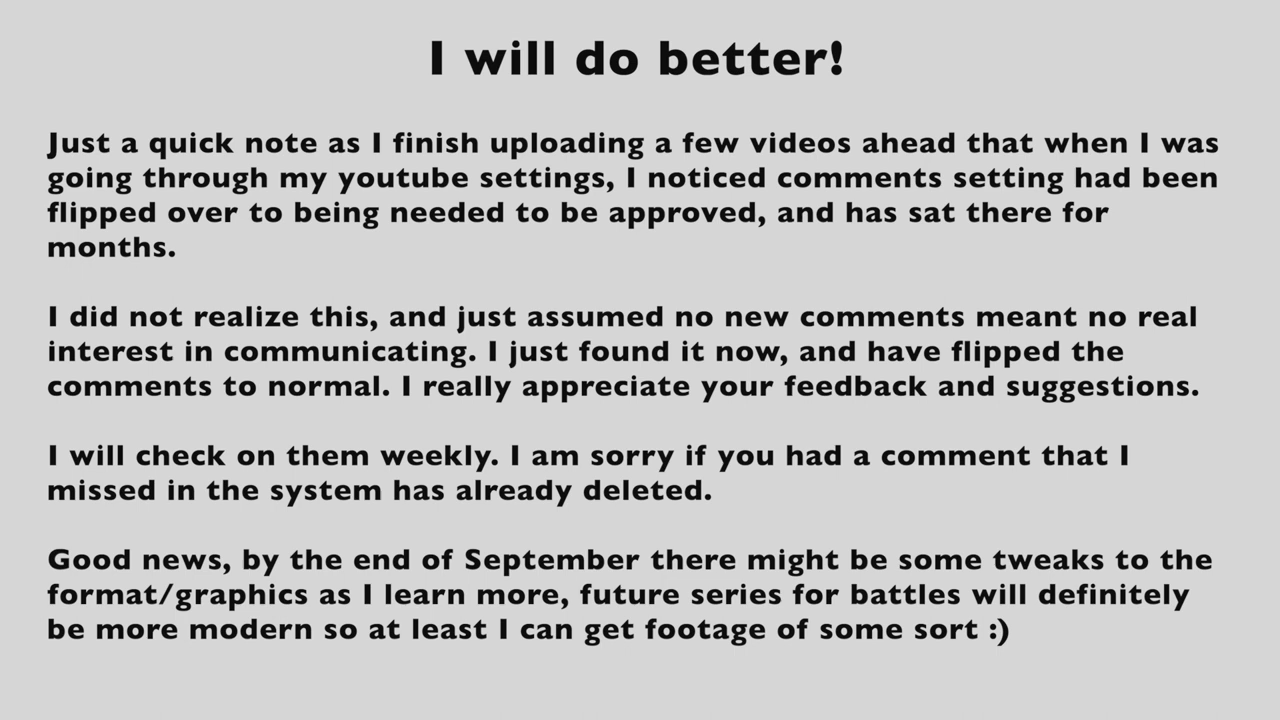 I will do better!
Just a quick note as I finish uploading a few videos ahead that when I was
going through my youtube settings, I noticed comments setting had been
flipped over to being needed to be approved, and has sat there for
months.
I did not realize this, and just assumed no new comments meant no real
interest in communicating. I just found it now, and have flipped the
comments to normal. I really appreciate your feedback and suggestions.
I will check on them weekly. I am sorry if you had a comment that I
missed in the system has already deleted.
Good news, by the end of September there might be some tweaks to the
format/graphics as I learn more, future series for battles will definitely
be more modern so at least I can get footage of some sort :)